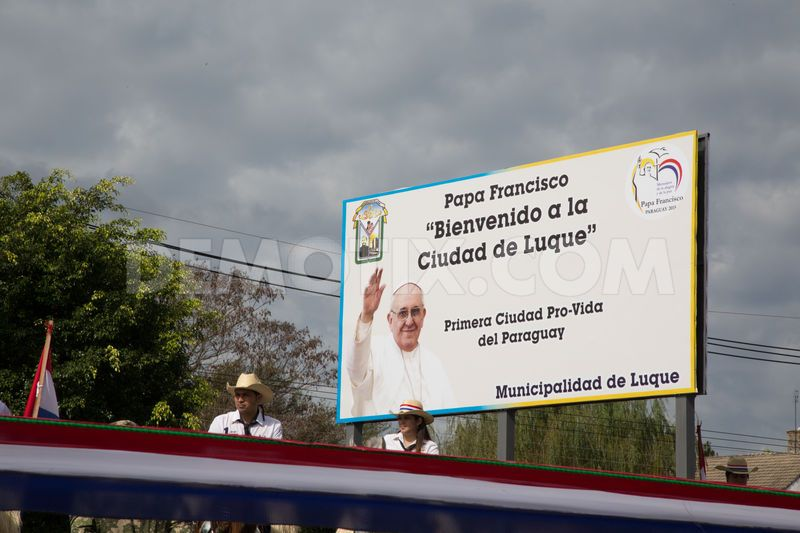 Papa Francisco
“Bienvenido a la
Ciudad de Luque”
Papa Francisco
PARAGUAY 2015
DEMOTIX.COM
Primera Ciudad Pro-Vida
del Paraguay
Municipalidad de Luque